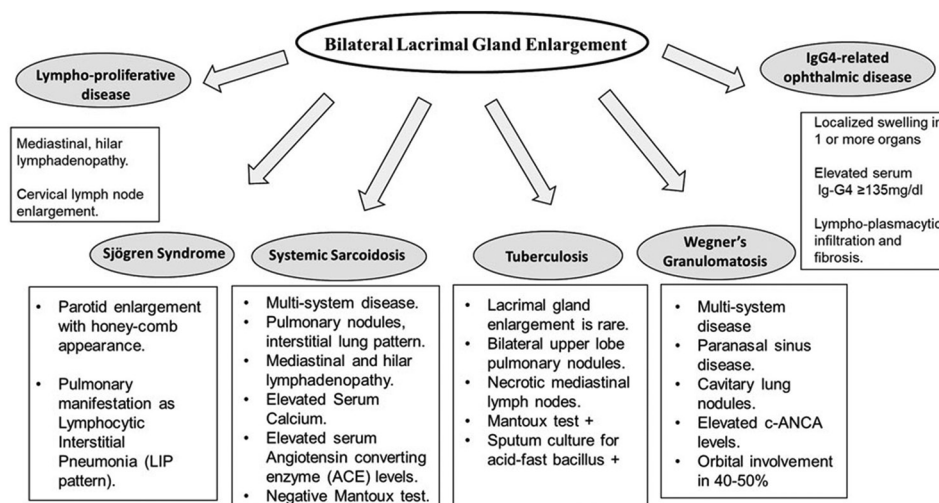 Bilateral Lacrimal Gland Enlargement
Lympho-proliferative
disease
Mediastinal, hilar
lymphadenopathy.
Cervical lymph node
enlargement.
IgG4-related
ophthalmic disease
Localized swelling in
1 or more organs
Elevated serum
Ig-G4 ≥135mg/dl
Lympho-plasmacytic
infiltration and
fibrosis.
Sjögren Syndrome
• Parotid enlargement
with honey-comb
appearance.
• Pulmonary
manifestation as
Lymphocytic
Interstitial
Pneumonia (LIP
pattern).
Systemic Sarcoidosis
• Multi-system disease.
• Pulmonary nodules,
interstitial lung pattern.
• Mediastinal and hilar
lymphadenopathy.
• Elevated Serum
Calcium.
• Elevated serum
Angiotensin converting
enzyme (ACE) levels.
• Negative Mantoux test.
Tuberculosis
• Lacrimal gland
enlargement is rare.
• Bilateral upper lobe
pulmonary nodules.
• Necrotic mediastinal
lymph nodes.
• Mantoux test +
• Sputum culture for
acid-fast bacillus +
Wegner's
Granulomatosis
• Multi-system
disease
• Paranasal sinus
disease.
• Cavitary lung
nodules.
• Elevated c-ANCA
levels.
• Orbital involvement
in 40-50%